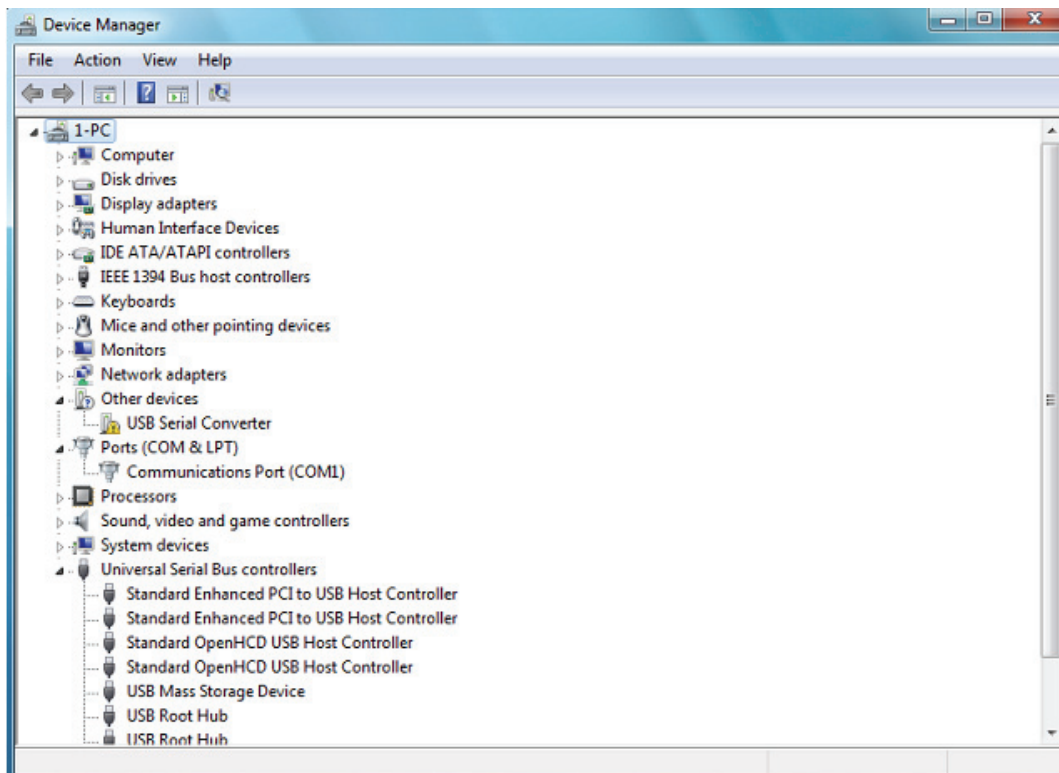 Device Manager
File Action View Help
1-PC
Computer
Disk drives
Display adapters
Human Interface Devices
IDE ATA/ATAPI controllers
IEEE 1394 Bus host controllers
Keyboards
Mice and other pointing devices
Monitors
Network adapters
Other devices
USB Serial Converter
Ports (COM & LPT)
Communications Port (COM1)
Processors
Sound, video and game controllers
System devices
Universal Serial Bus controllers
Standard Enhanced PCI to USB Host Controller
Standard Enhanced PCI to USB Host Controller
Standard OpenHCD USB Host Controller
Standard OpenHCD USB Host Controller
USB Mass Storage Device
USB Root Hub
USB Root Hub